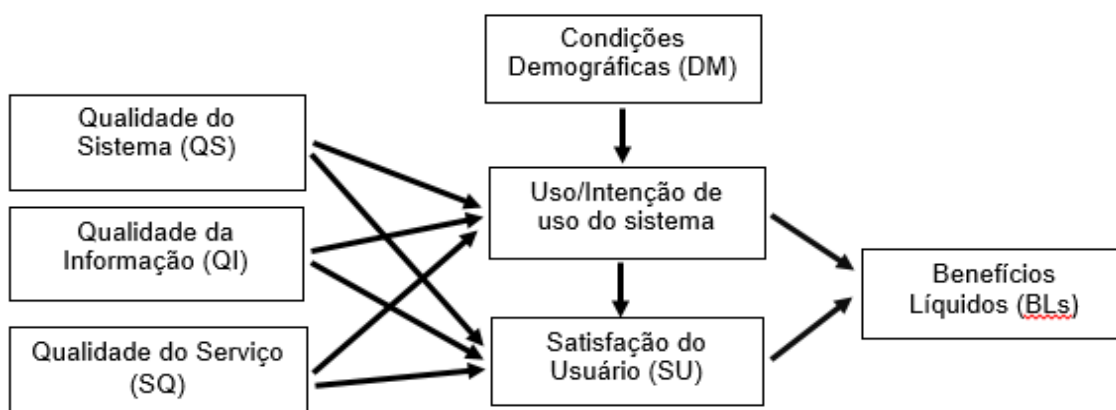 Condições
Demográficas (DM)
Qualidade do
Sistema (QS)
Uso/Intenção de
uso do sistema
Qualidade da
Informação (QI)
Benefícios
Líquidos (BLs)
Qualidade do Serviço
(SQ)
Satisfação do
Usuário (SU)